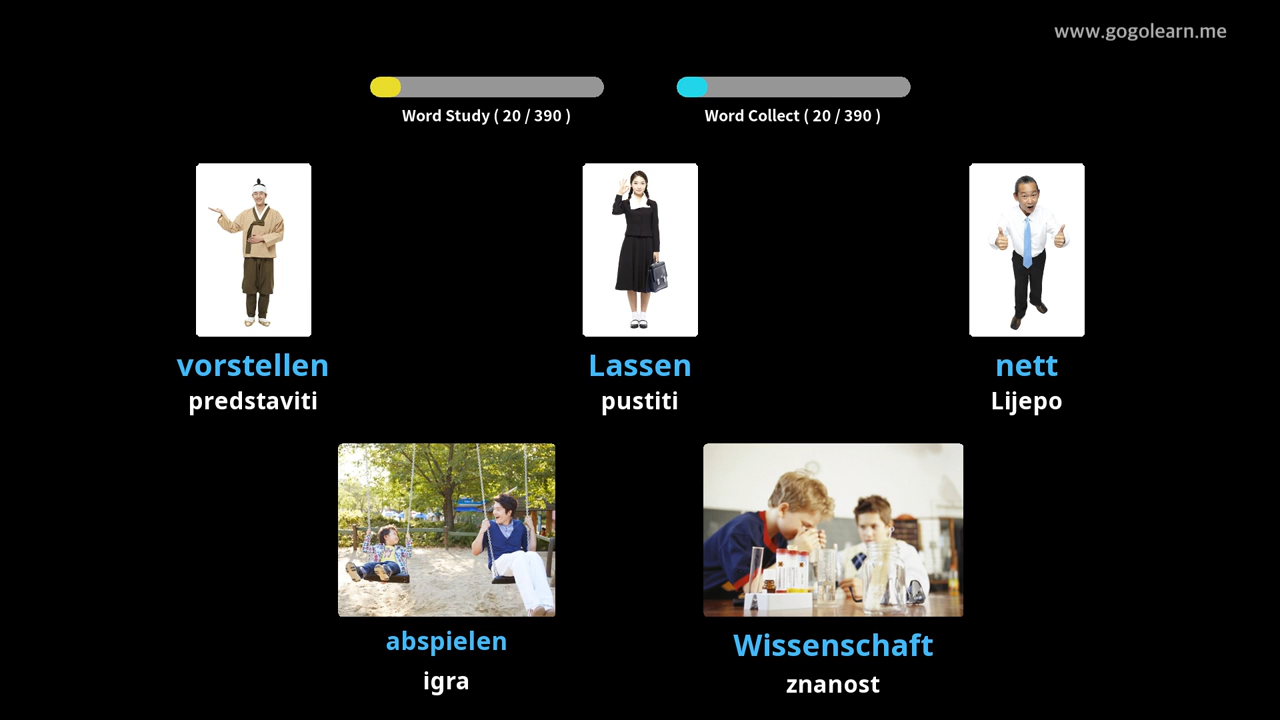 www.gogolearn.me
Word Study ( 20 / 390 )
Word Collect ( 20 / 390 )
vorstellen
predstaviti
Lassen
pustiti
nett
Lijepo
abspielen
igra
Wissenschaft
znanost